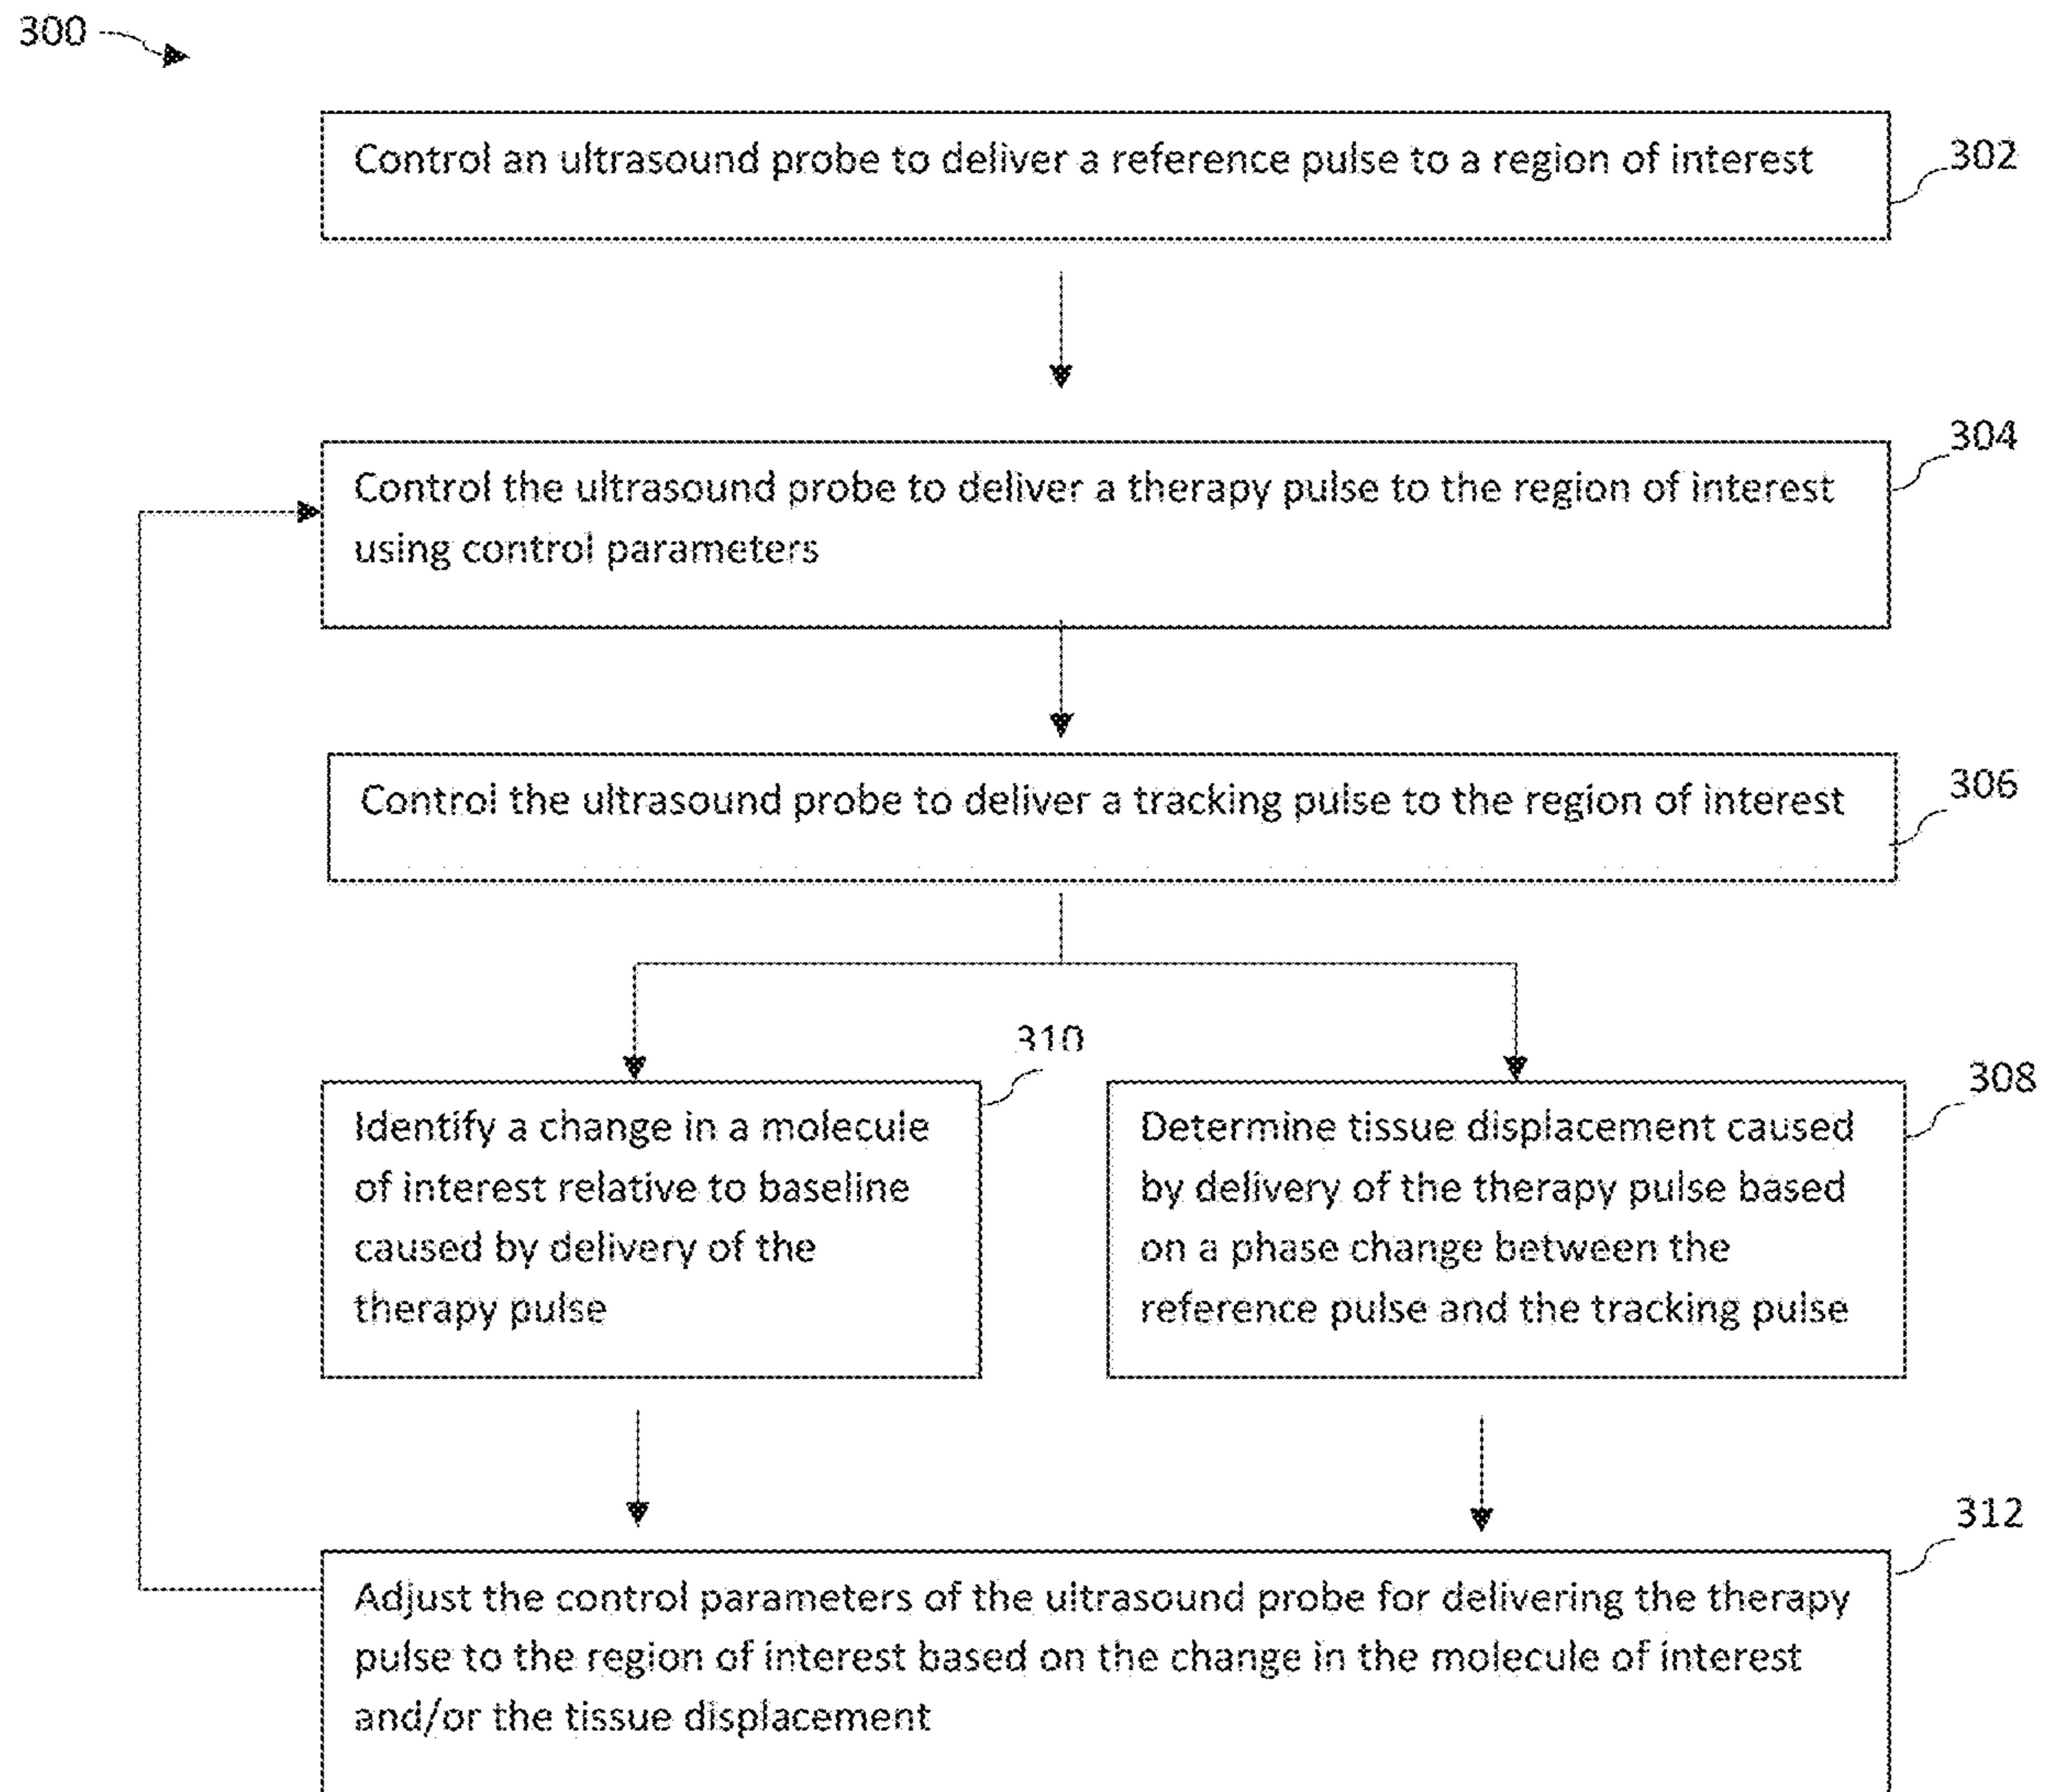 300
Control an ultrasound probe to deliver a reference pulse to a region of interest
302
304
Control the ultrasound probe to deliver a therapy pulse to the region of interest
using control parameters
306
Control the ultrasound probe to deliver a tracking pulse to the region of interest
310
Identify a change in a molecule
of interest relative to baseline
caused by delivery of the
therapy pulse
308
Determine tissue displacement caused
by delivery of the therapy pulse based
on a phase change between the
reference pulse and the tracking pulse
312
Adjust the control parameters of the ultrasound probe for delivering the therapy
pulse to the region of interest based on the change in the molecule of interest
and/or the tissue displacement